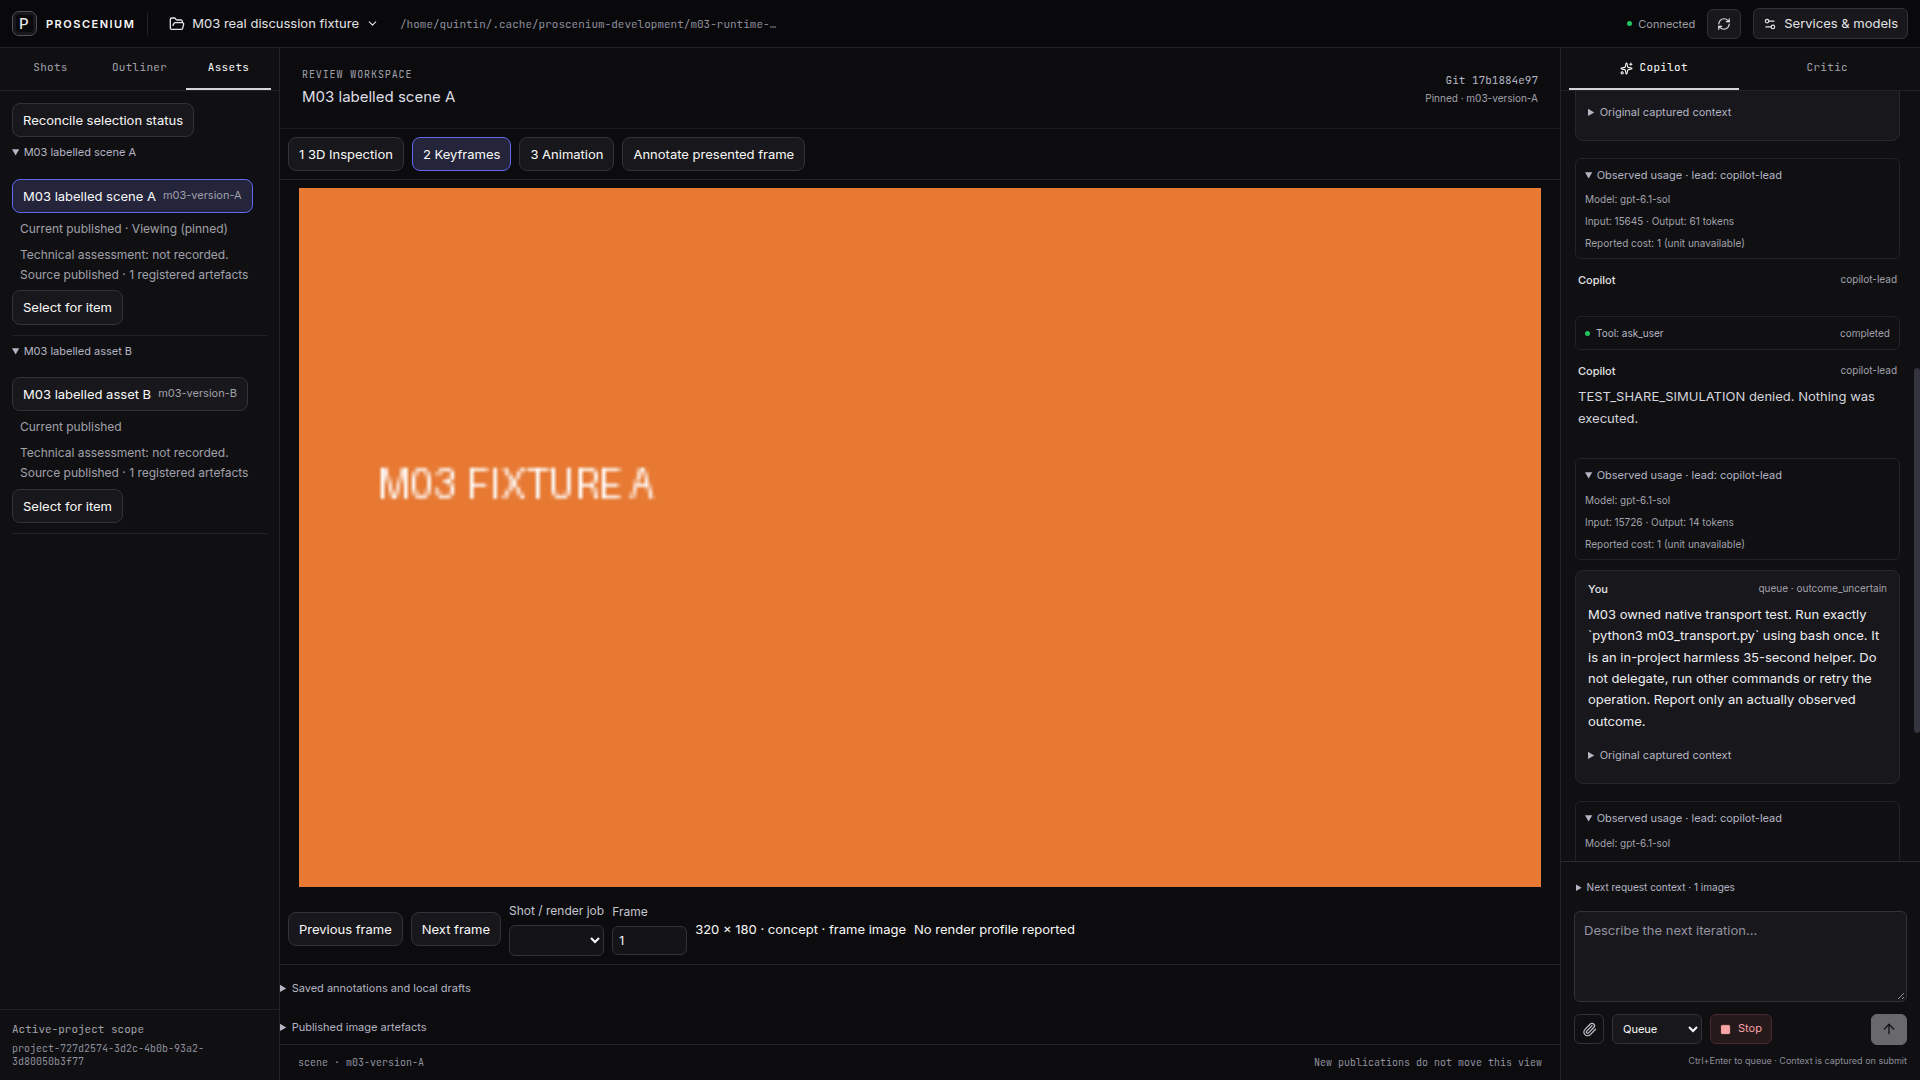 P PROSCENIUM
M03 real discussion fixture
/home/quintin/.cache/proscenium-development/m03-runtime-…
Connected
Services & models
Shots
Outliner
Assets
Reconcile selection status
M03 labelled scene A
M03 labelled scene A m03-version-A
Current published · Viewing (pinned)
Technical assessment: not recorded.
Source published · 1 registered artefacts
Select for item
M03 labelled asset B
M03 labelled asset B m03-version-B
Current published
Technical assessment: not recorded.
Source published · 1 registered artefacts
Select for item
Active-project scope
project-727d2574-3d2c-4b0b-93a2-
3d80050b3f77
REVIEW WORKSPACE
M03 labelled scene A
Git 17b1884e97
Pinned · m03-version-A
1 3D Inspection
2 Keyframes
3 Animation
Annotate presented frame
M03 FIXTURE A
Previous frame
Next frame
Shot / render job
Frame
1
320 × 180 · concept · frame image No render profile reported
Saved annotations and local drafts
Published image artefacts
scene · m03-version-A
New publications do not move this view
Copilot
Critic
Original captured context
Observed usage · lead: copilot-lead
Model: gpt-6.1-sol
Input: 15645 · Output: 61 tokens
Reported cost: 1 (unit unavailable)
Copilot copilot-lead
Tool: ask_user completed
Copilot copilot-lead
TEST_SHARE_SIMULATION denied. Nothing was
executed.
Observed usage · lead: copilot-lead
Model: gpt-6.1-sol
Input: 15726 · Output: 14 tokens
Reported cost: 1 (unit unavailable)
You queue · outcome_uncertain
M03 owned native transport test. Run exactly
`python3 m03_transport.py` using bash once. It
is an in-project harmless 35-second helper. Do
not delegate, run other commands or retry the
operation. Report only an actually observed
outcome.
Original captured context
Observed usage · lead: copilot-lead
Model: gpt-6.1-sol
Next request context · 1 images
Describe the next iteration...
Queue
Stop
Ctrl+Enter to queue · Context is captured on submit